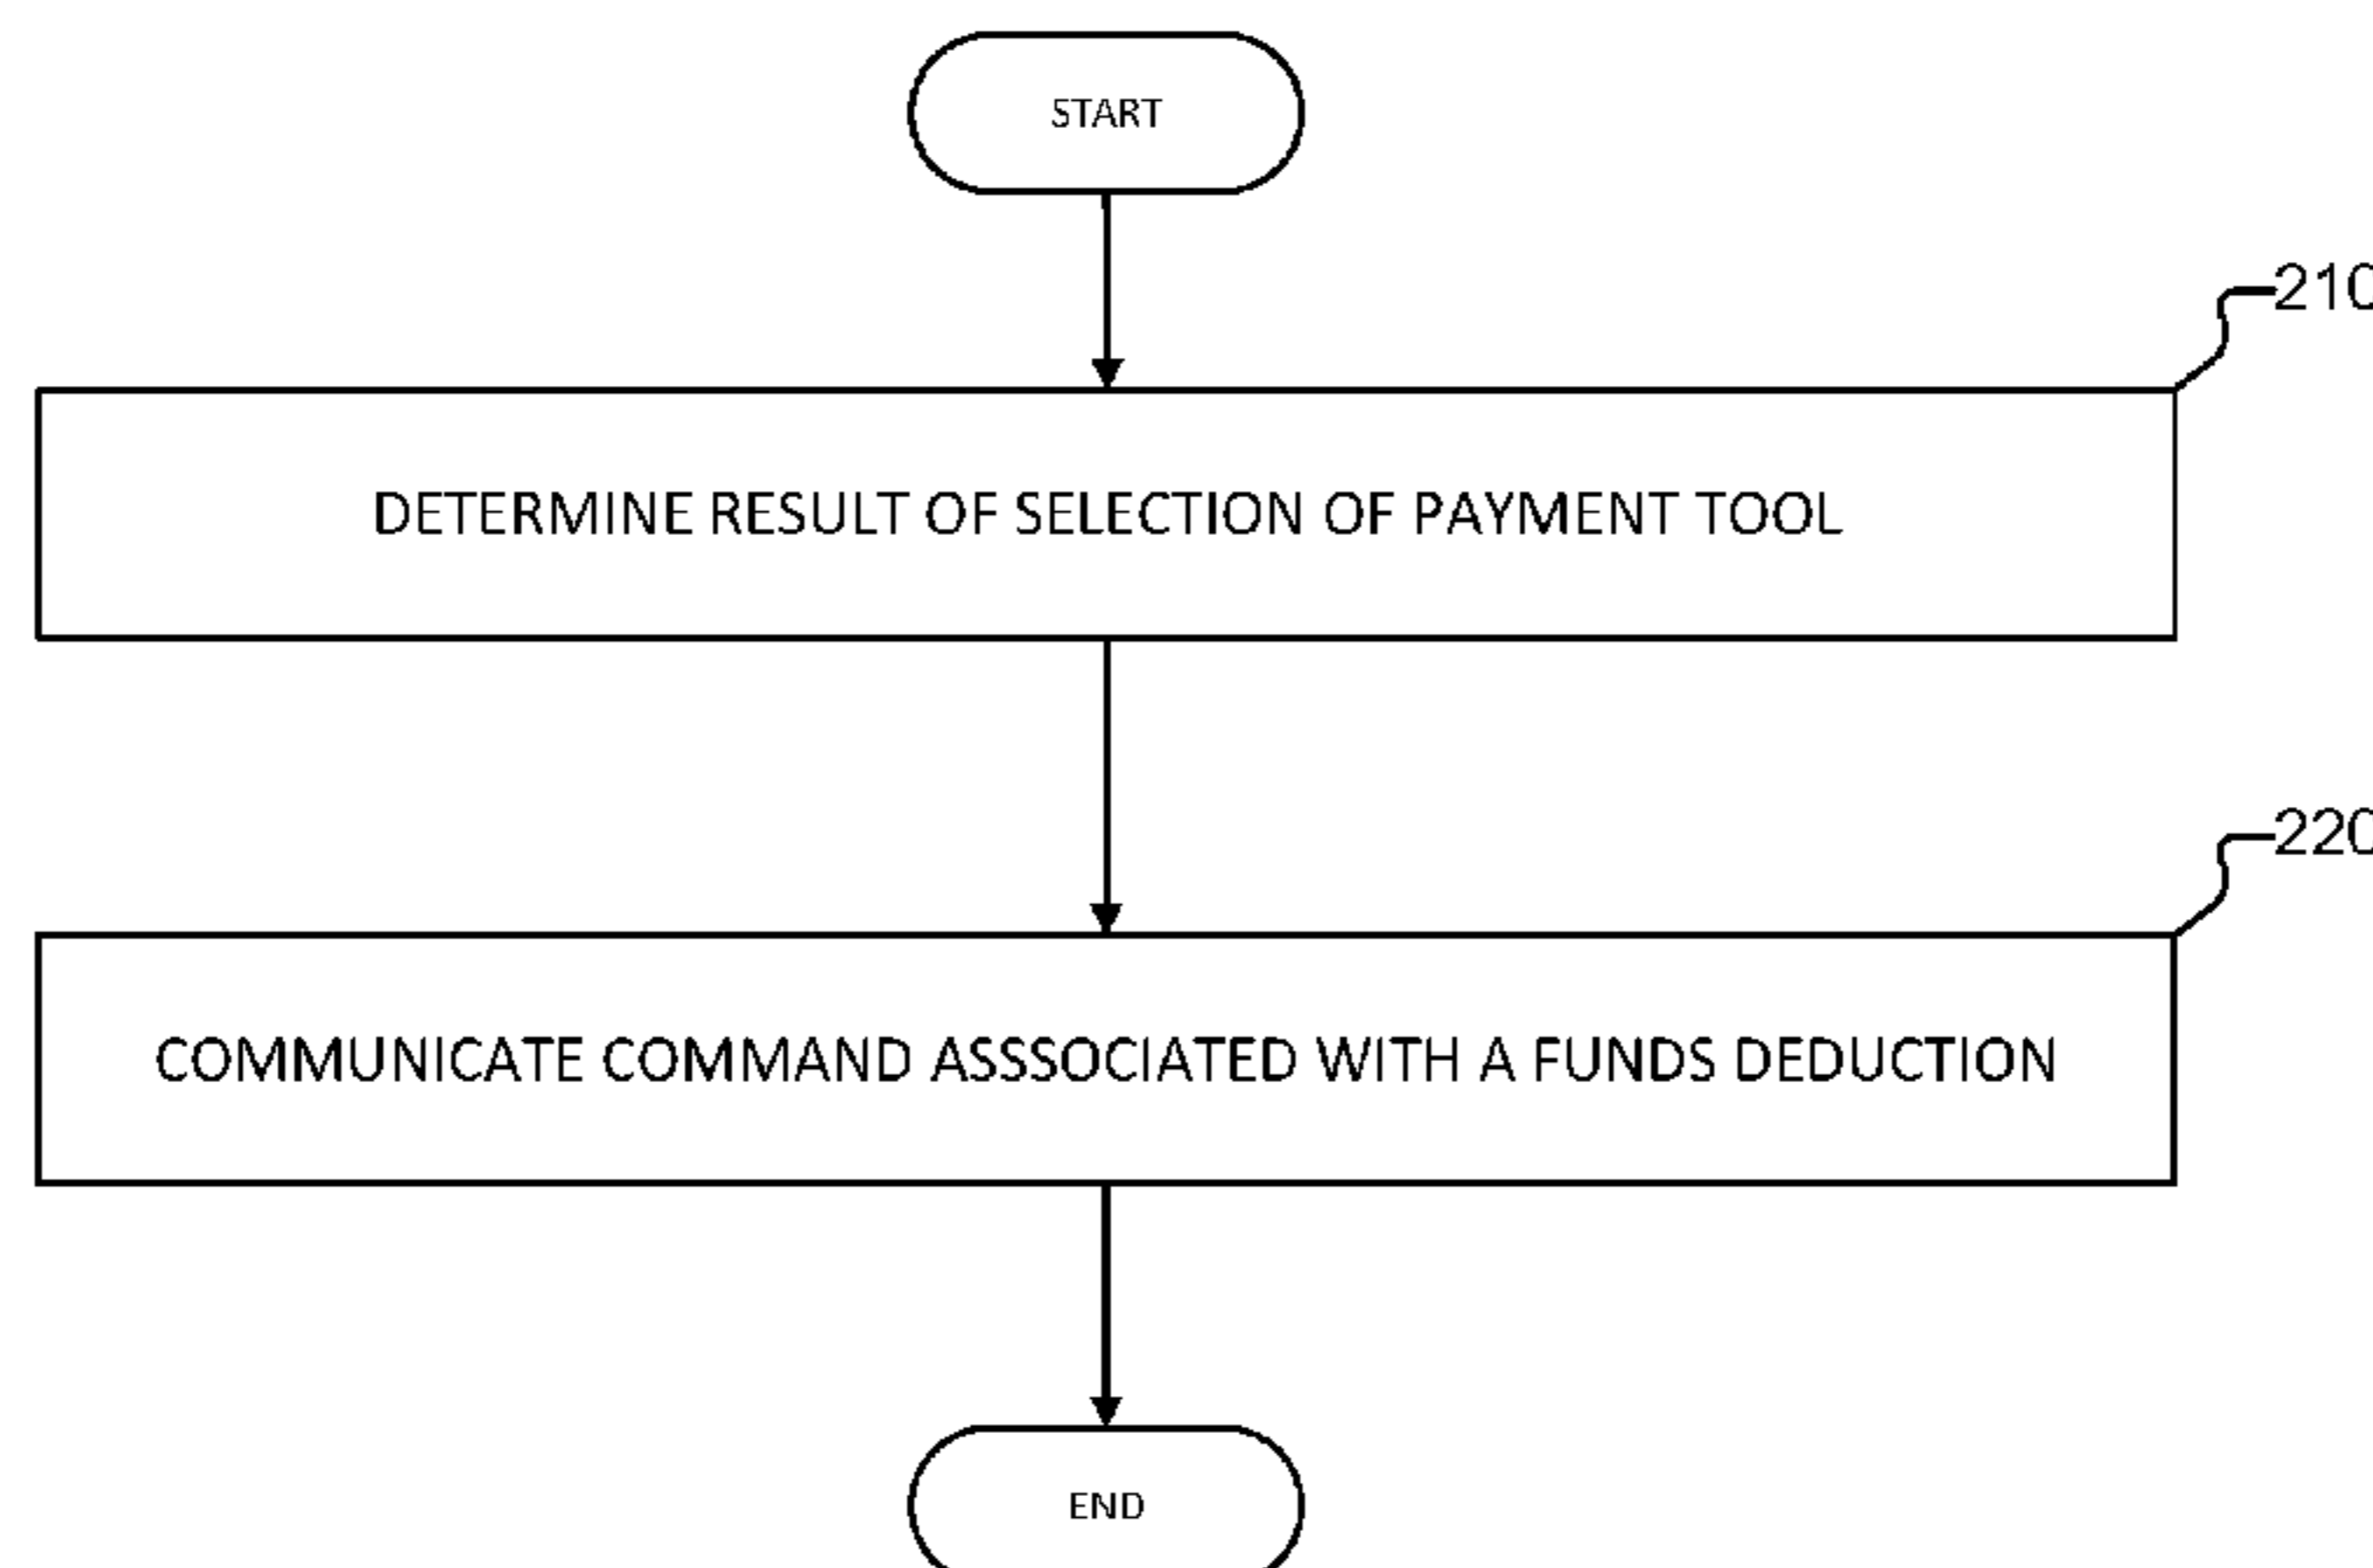 START
210
DETERMINE RESULT OF SELECTION OF PAYMENT TOOL
220
COMMUNICATE COMMAND ASSSOCIATED WITH A FUNDS DEDUCTION
END